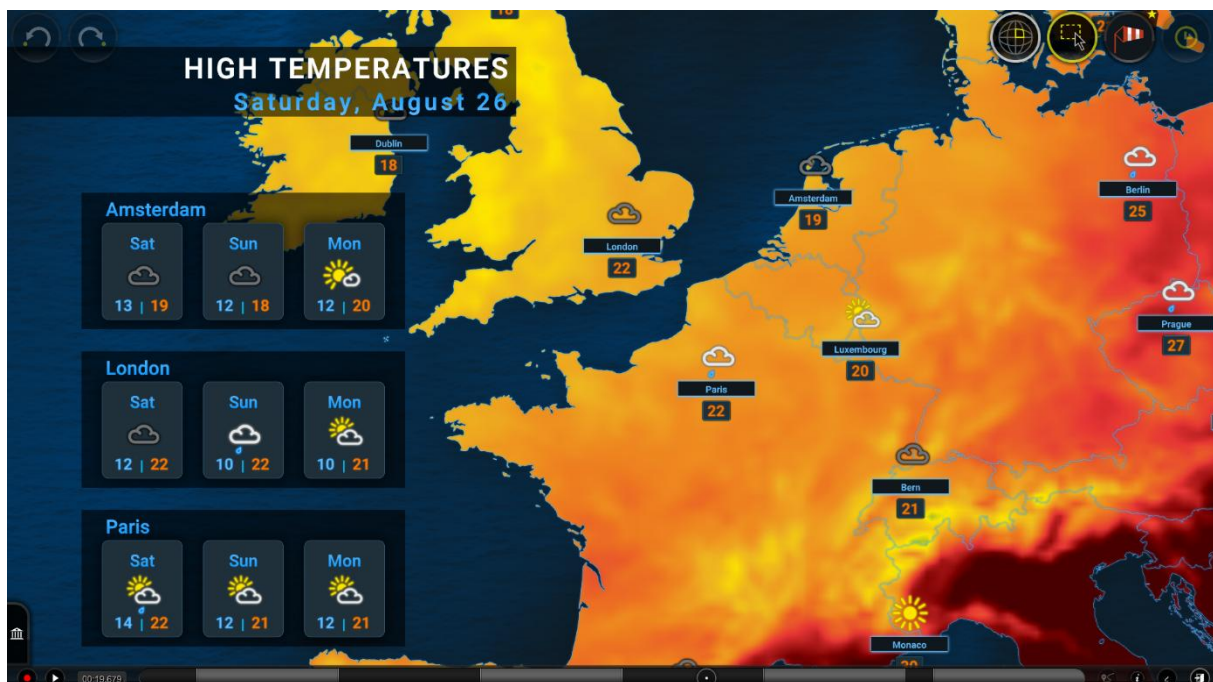 HIGH TEMPERATURES
Saturday, August 26
Dublin
18
Amsterdam
19
Berlin
25
London
22
Prague
27
Luxembourg
20
Paris
22
Bern
21
Monaco
Amsterdam
Sat Sun Mon
13 | 19 12 | 18 12 | 20
London
Sat Sun Mon
12 | 22 10 | 22 10 | 21
Paris
Sat Sun Mon
14 | 22 12 | 21 12 | 21
00:19.679